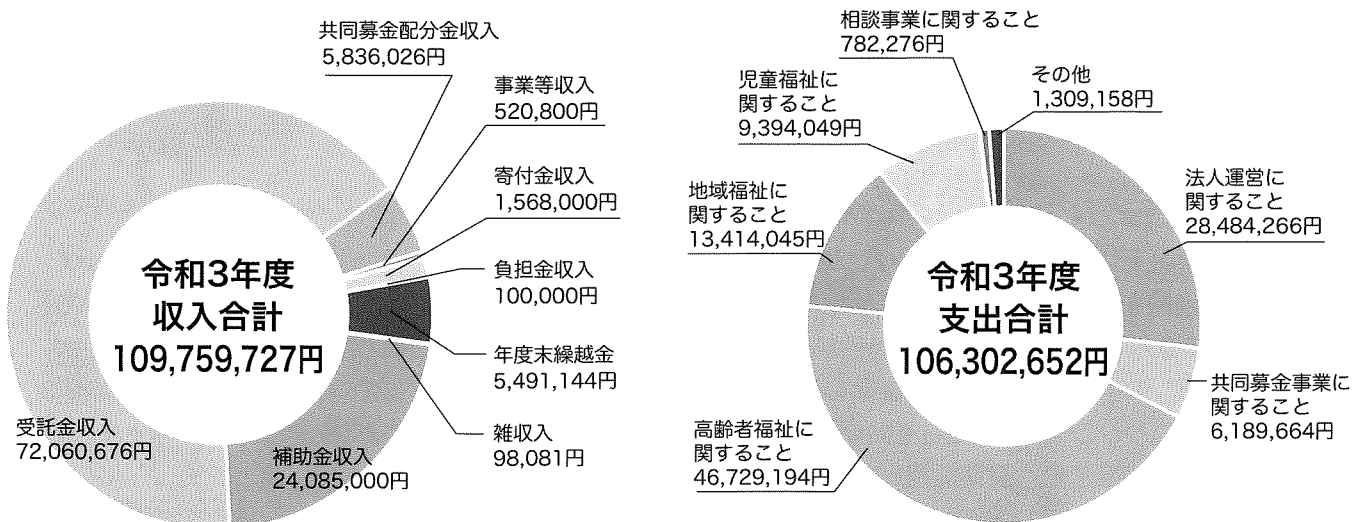 共同募金配分金収入
5,836,026円
事業等収入
520,800円
寄付金収入
1,568,000円
負担金収入
100,000円
年度末繰越金
5,491,144円
雑収入
98,081円
補助金収入
24,085,000円
受託金収入
72,060,676円
令和3年度
収入合計
109,759,727円
相談事業に関すること
782,276円
その他
1,309,158円
児童福祉に
関すること
9,394,049円
地域福祉に
関すること
13,414,045円
法人運営に
関すること
28,484,266円
共同募金事業に
関すること
6,189,664円
高齢者福祉に
関すること
46,729,194円
令和3年度
支出合計
106,302,652円